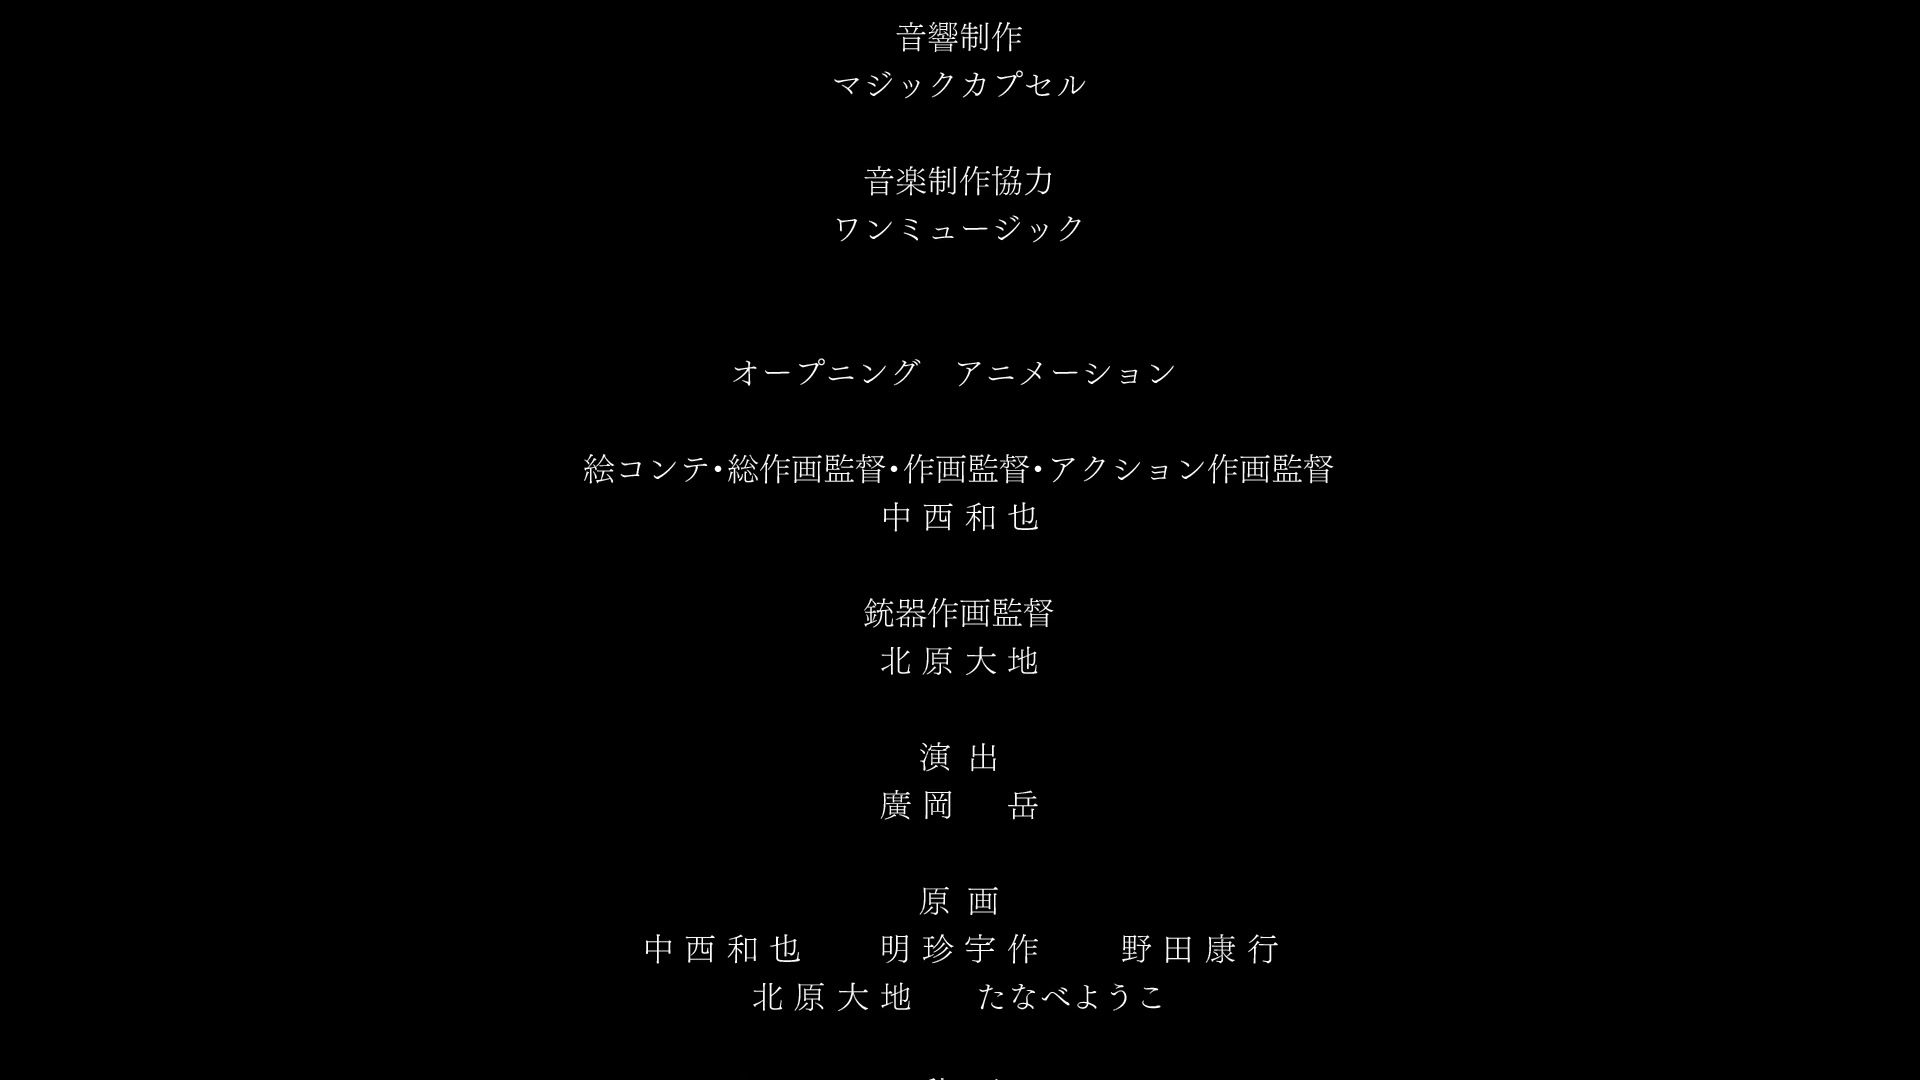 音響制作
マジックカプセル
音楽制作協力
ワンミュージック
オープニング　アニメーション
絵コンテ・総作画監督・作画監督・アクション作画監督
中西和也
銃器作画監督
北原大地
演出
廣岡　岳
原画
中西和也　明珍宇作　野田康行
北原大地　たなべようこ